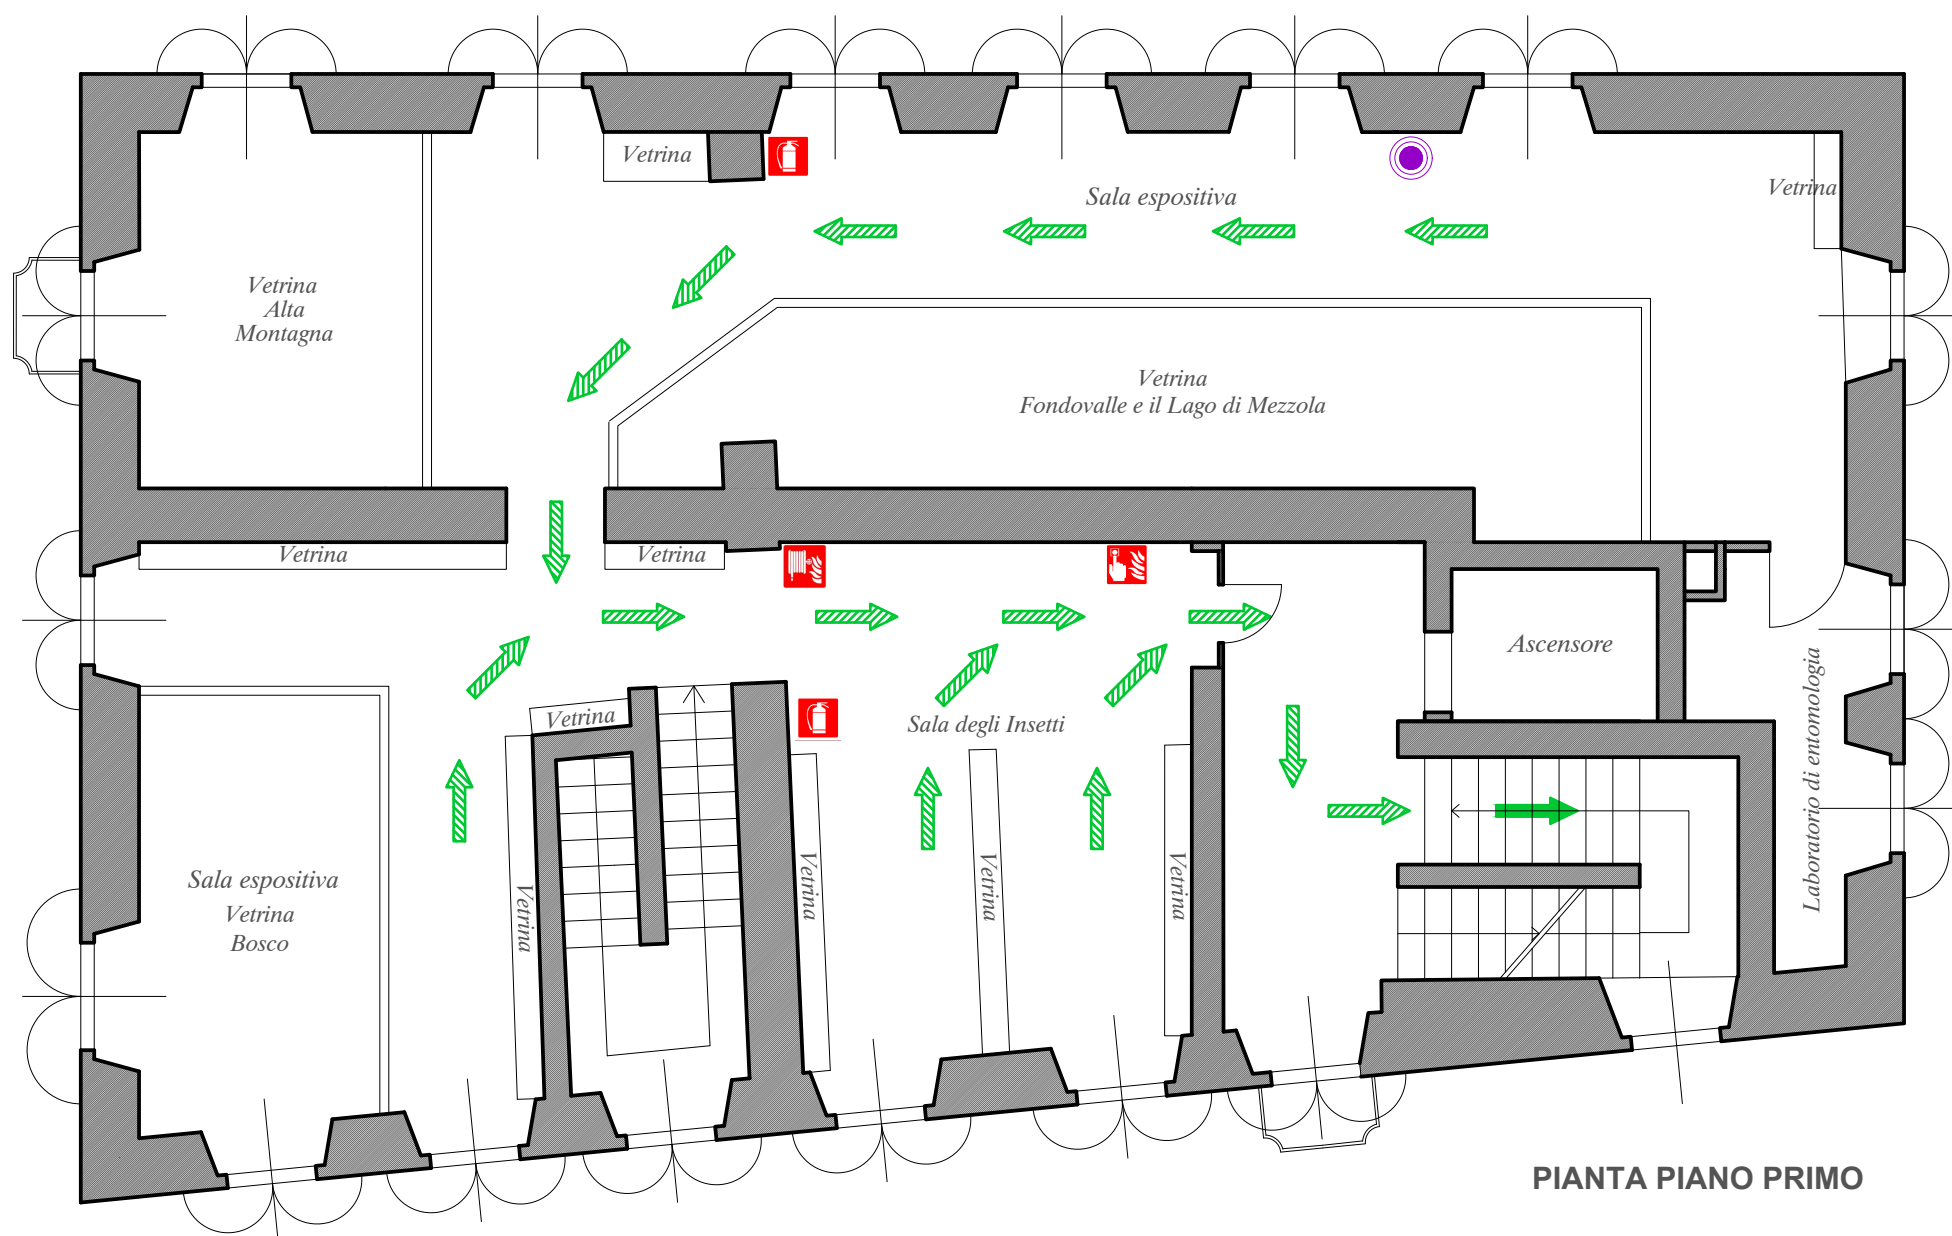 Vetrina
Sala espositiva
Vetrina
Vetrina
Alta
Montagna
Vetrina
Fondovalle e il Lago di Mezzola
Vetrina
Vetrina
Ascensore
Vetrina
Sala degli Insetti
Laboratorio di entomologia
Sala espositiva
Vetrina
Bosco
Vetrina
Vetrina
Vetrina
Vetrina
PIANTA PIANO PRIMO